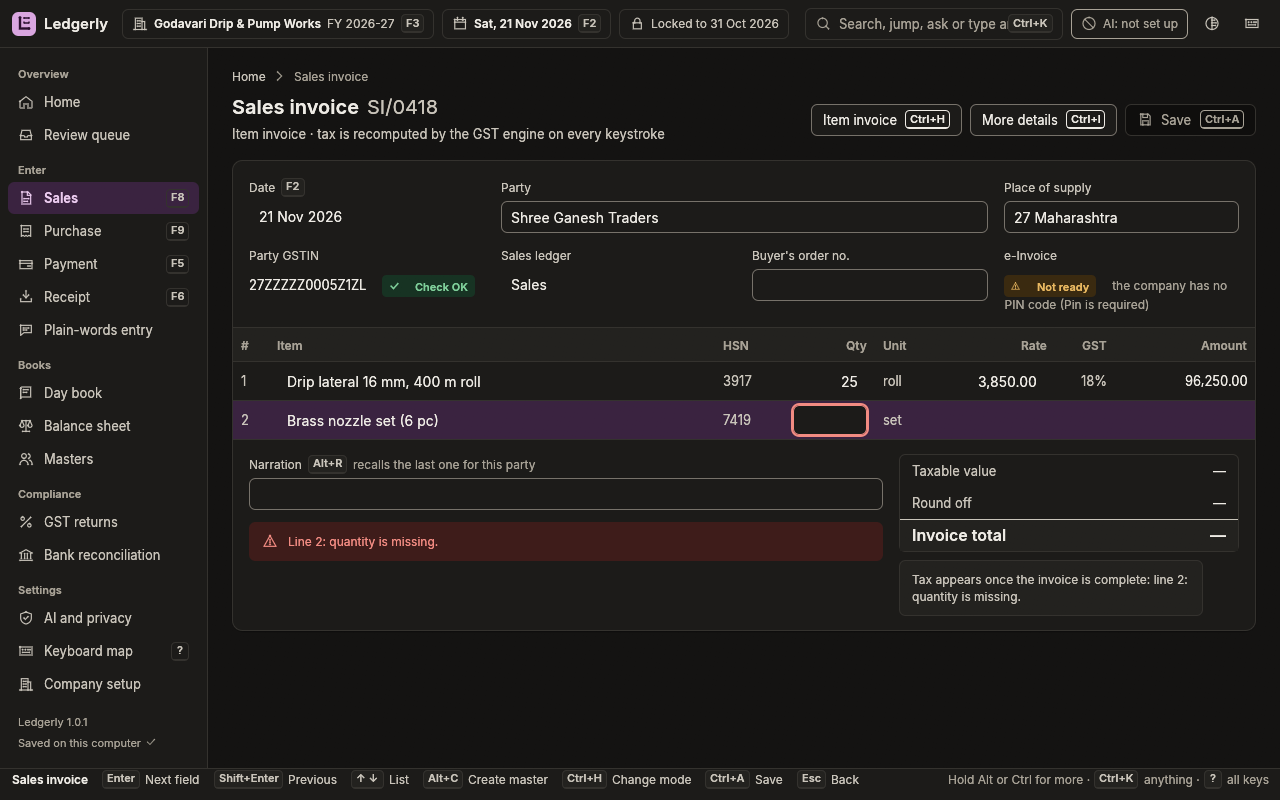 Ledgerly
Godavari Drip & Pump Works FY 2026-27 F3
Sat, 21 Nov 2026 F2
Locked to 31 Oct 2026
Search, jump, ask or type a Ctrl+K
AI: not set up
Overview
Home
Review queue
Enter
Sales F8
Purchase F9
Payment F5
Receipt F6
Plain-words entry
Books
Day book
Balance sheet
Masters
Compliance
GST returns
Bank reconciliation
Settings
AI and privacy
Keyboard map ?
Company setup
Ledgerly 1.0.1
Saved on this computer
Home Sales invoice
Sales invoice SI/0418
Item invoice · tax is recomputed by the GST engine on every keystroke
Item invoice Ctrl+H
More details Ctrl+I
Save Ctrl+A
Date F2
21 Nov 2026
Party
Shree Ganesh Traders
Place of supply
27 Maharashtra
Party GSTIN
27ZZZZZ0005Z1ZL Check OK
Sales ledger
Sales
Buyer's order no.
e-Invoice
Not ready the company has no
PIN code (Pin is required)
# Item HSN Qty Unit Rate GST Amount
1 Drip lateral 16 mm, 400 m roll 3917 25 roll 3,850.00 18% 96,250.00
2 Brass nozzle set (6 pc) 7419 set
Narration Alt+R recalls the last one for this party
Line 2: quantity is missing.
Taxable value —
Round off —
Invoice total —
Tax appears once the invoice is complete: line 2:
quantity is missing.
Sales invoice Enter Next field Shift+Enter Previous ↑ ↓ List Alt+C Create master Ctrl+H Change mode Ctrl+A Save Esc Back Hold Alt or Ctrl for more · Ctrl+K anything · ? all keys